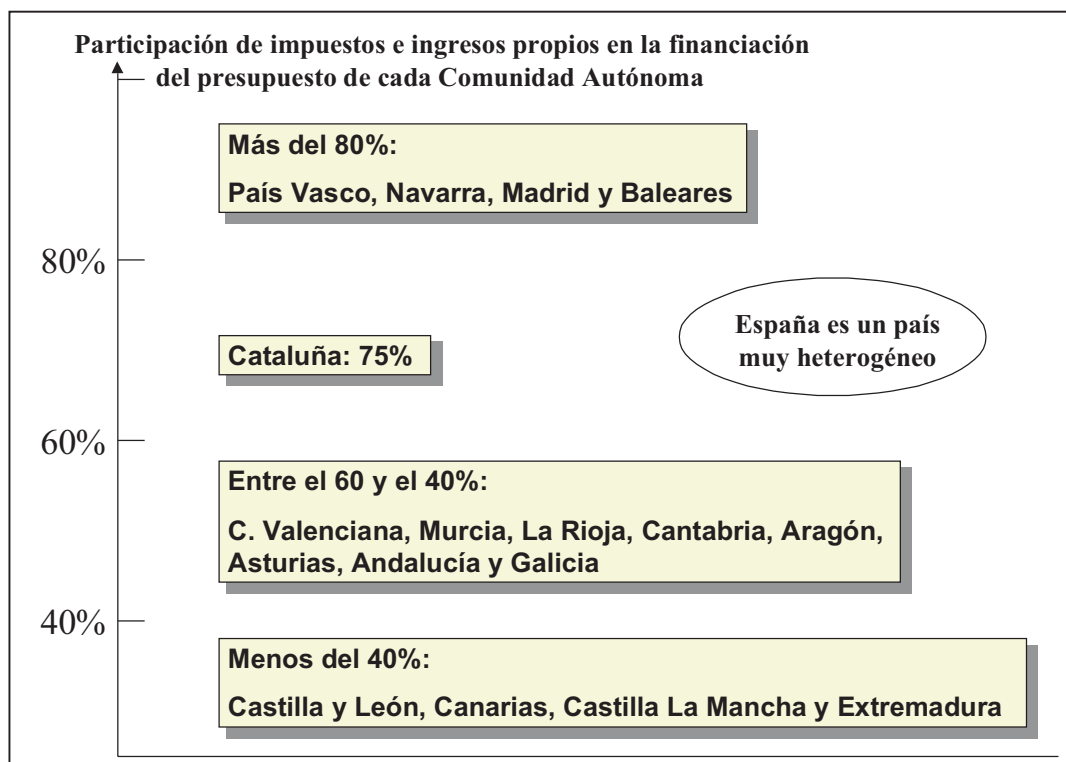 Participación de impuestos e ingresos propios en la financiación
del presupuesto de cada Comunidad Autónoma
Más del 80%:
País Vasco, Navarra, Madrid y Baleares
80%
España es un país
muy heterogéneo
Cataluña: 75%
60%
Entre el 60 y el 40%:
C. Valenciana, Murcia, La Rioja, Cantabria, Aragón,
Asturias, Andalucía y Galicia
40%
Menos del 40%:
Castilla y León, Canarias, Castilla La Mancha y Extremadura